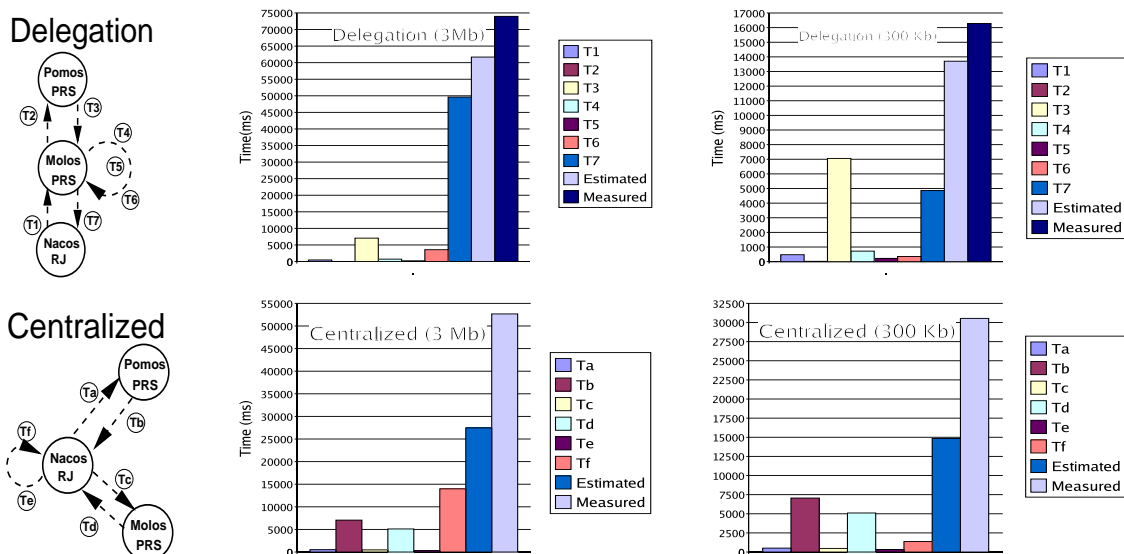 Delegation
Pomos
PRS
T2
T3
T4
Molos
PRS
T5
T6
T1
T7
Nacos
RJ
75000
70000
65000
60000
55000
50000
45000
40000
35000
30000
25000
20000
15000
10000
5000
0
Time(ms)
Delegation (3Mb)
T1
T2
T3
T4
T5
T6
T7
Estimated
Measured
17000
16000
15000
14000
13000
12000
11000
10000
9000
8000
7000
6000
5000
4000
3000
2000
1000
0
Time (ms)
Delegation (300 Kb)
T1
T2
T3
T4
T5
T6
T7
Estimated
Measured
Centralized
Pomos
PRS
Ta
Tb
Tf
Nacos
RJ
Tc
Te
Td
Molos
PRS
55000
50000
45000
40000
35000
30000
25000
20000
15000
10000
5000
0
Time (ms)
Centralized (3 Mb)
Ta
Tb
Tc
Td
Te
Tf
Estimated
Measured
32500
30000
27500
25000
22500
20000
17500
15000
12500
10000
7500
5000
2500
0
Time (ms)
Centralized (300 Kb)
Ta
Tb
Tc
Td
Te
Tf
Estimated
Measured